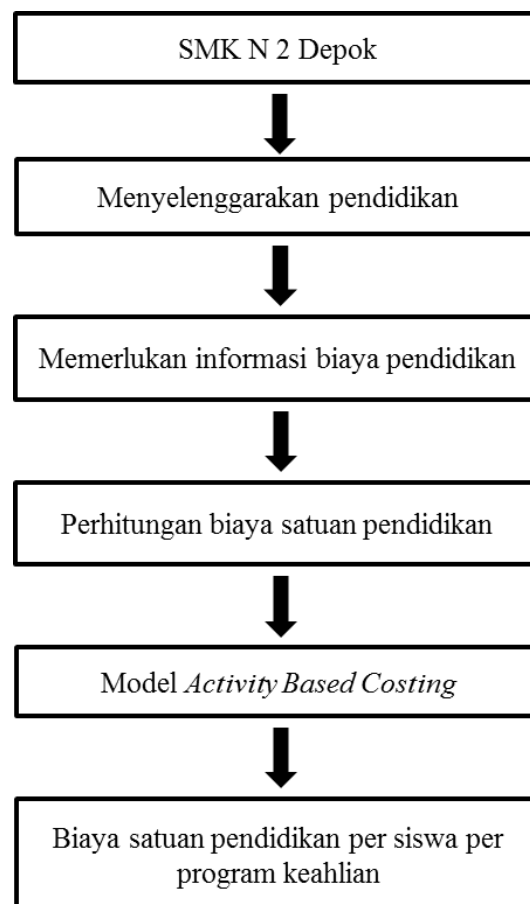 SMK N 2 Depok
Menyelenggarakan pendidikan
Memerlukan informasi biaya pendidikan
Perhitungan biaya satuan pendidikan
Model Activity Based Costing
Biaya satuan pendidikan per siswa per
program keahlian